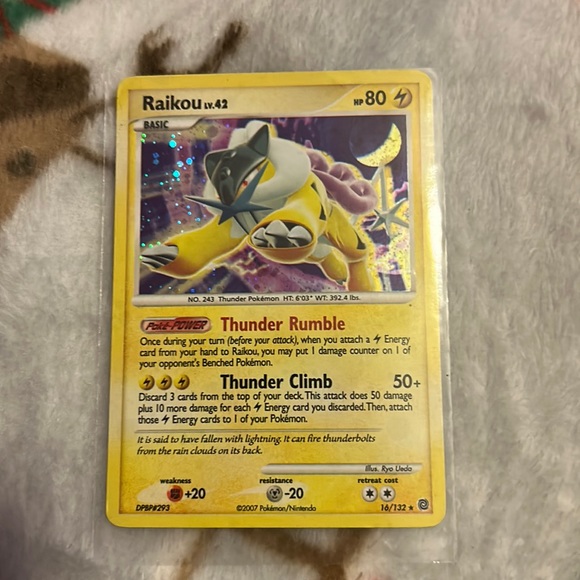 Raikou LV.42 HP 80
BASIC
NO. 243 Thunder Pokémon HT: 6'03" WT: 392.4 lbs.
Poké-POWER Thunder Rumble
Once during your turn (before your attack), when you attach a Energy
card from your hand to Raikou, you may put 1 damage counter on 1 of
your opponent's Benched Pokémon.
Thunder Climb 50+
Discard 3 cards from the top of your deck. This attack does 50 damage
plus 10 more damage for each Energy card you discarded. Then, attach
those Energy cards to 1 of your Pokémon.
It is said to have fallen with lightning. It can fire thunderbolts
from the rain clouds on its back.
Illus. Ryo Ueda
weakness resistance retreat cost
+20 -20
DPBP#293 ©2007 Pokémon/Nintendo 16/132 ★